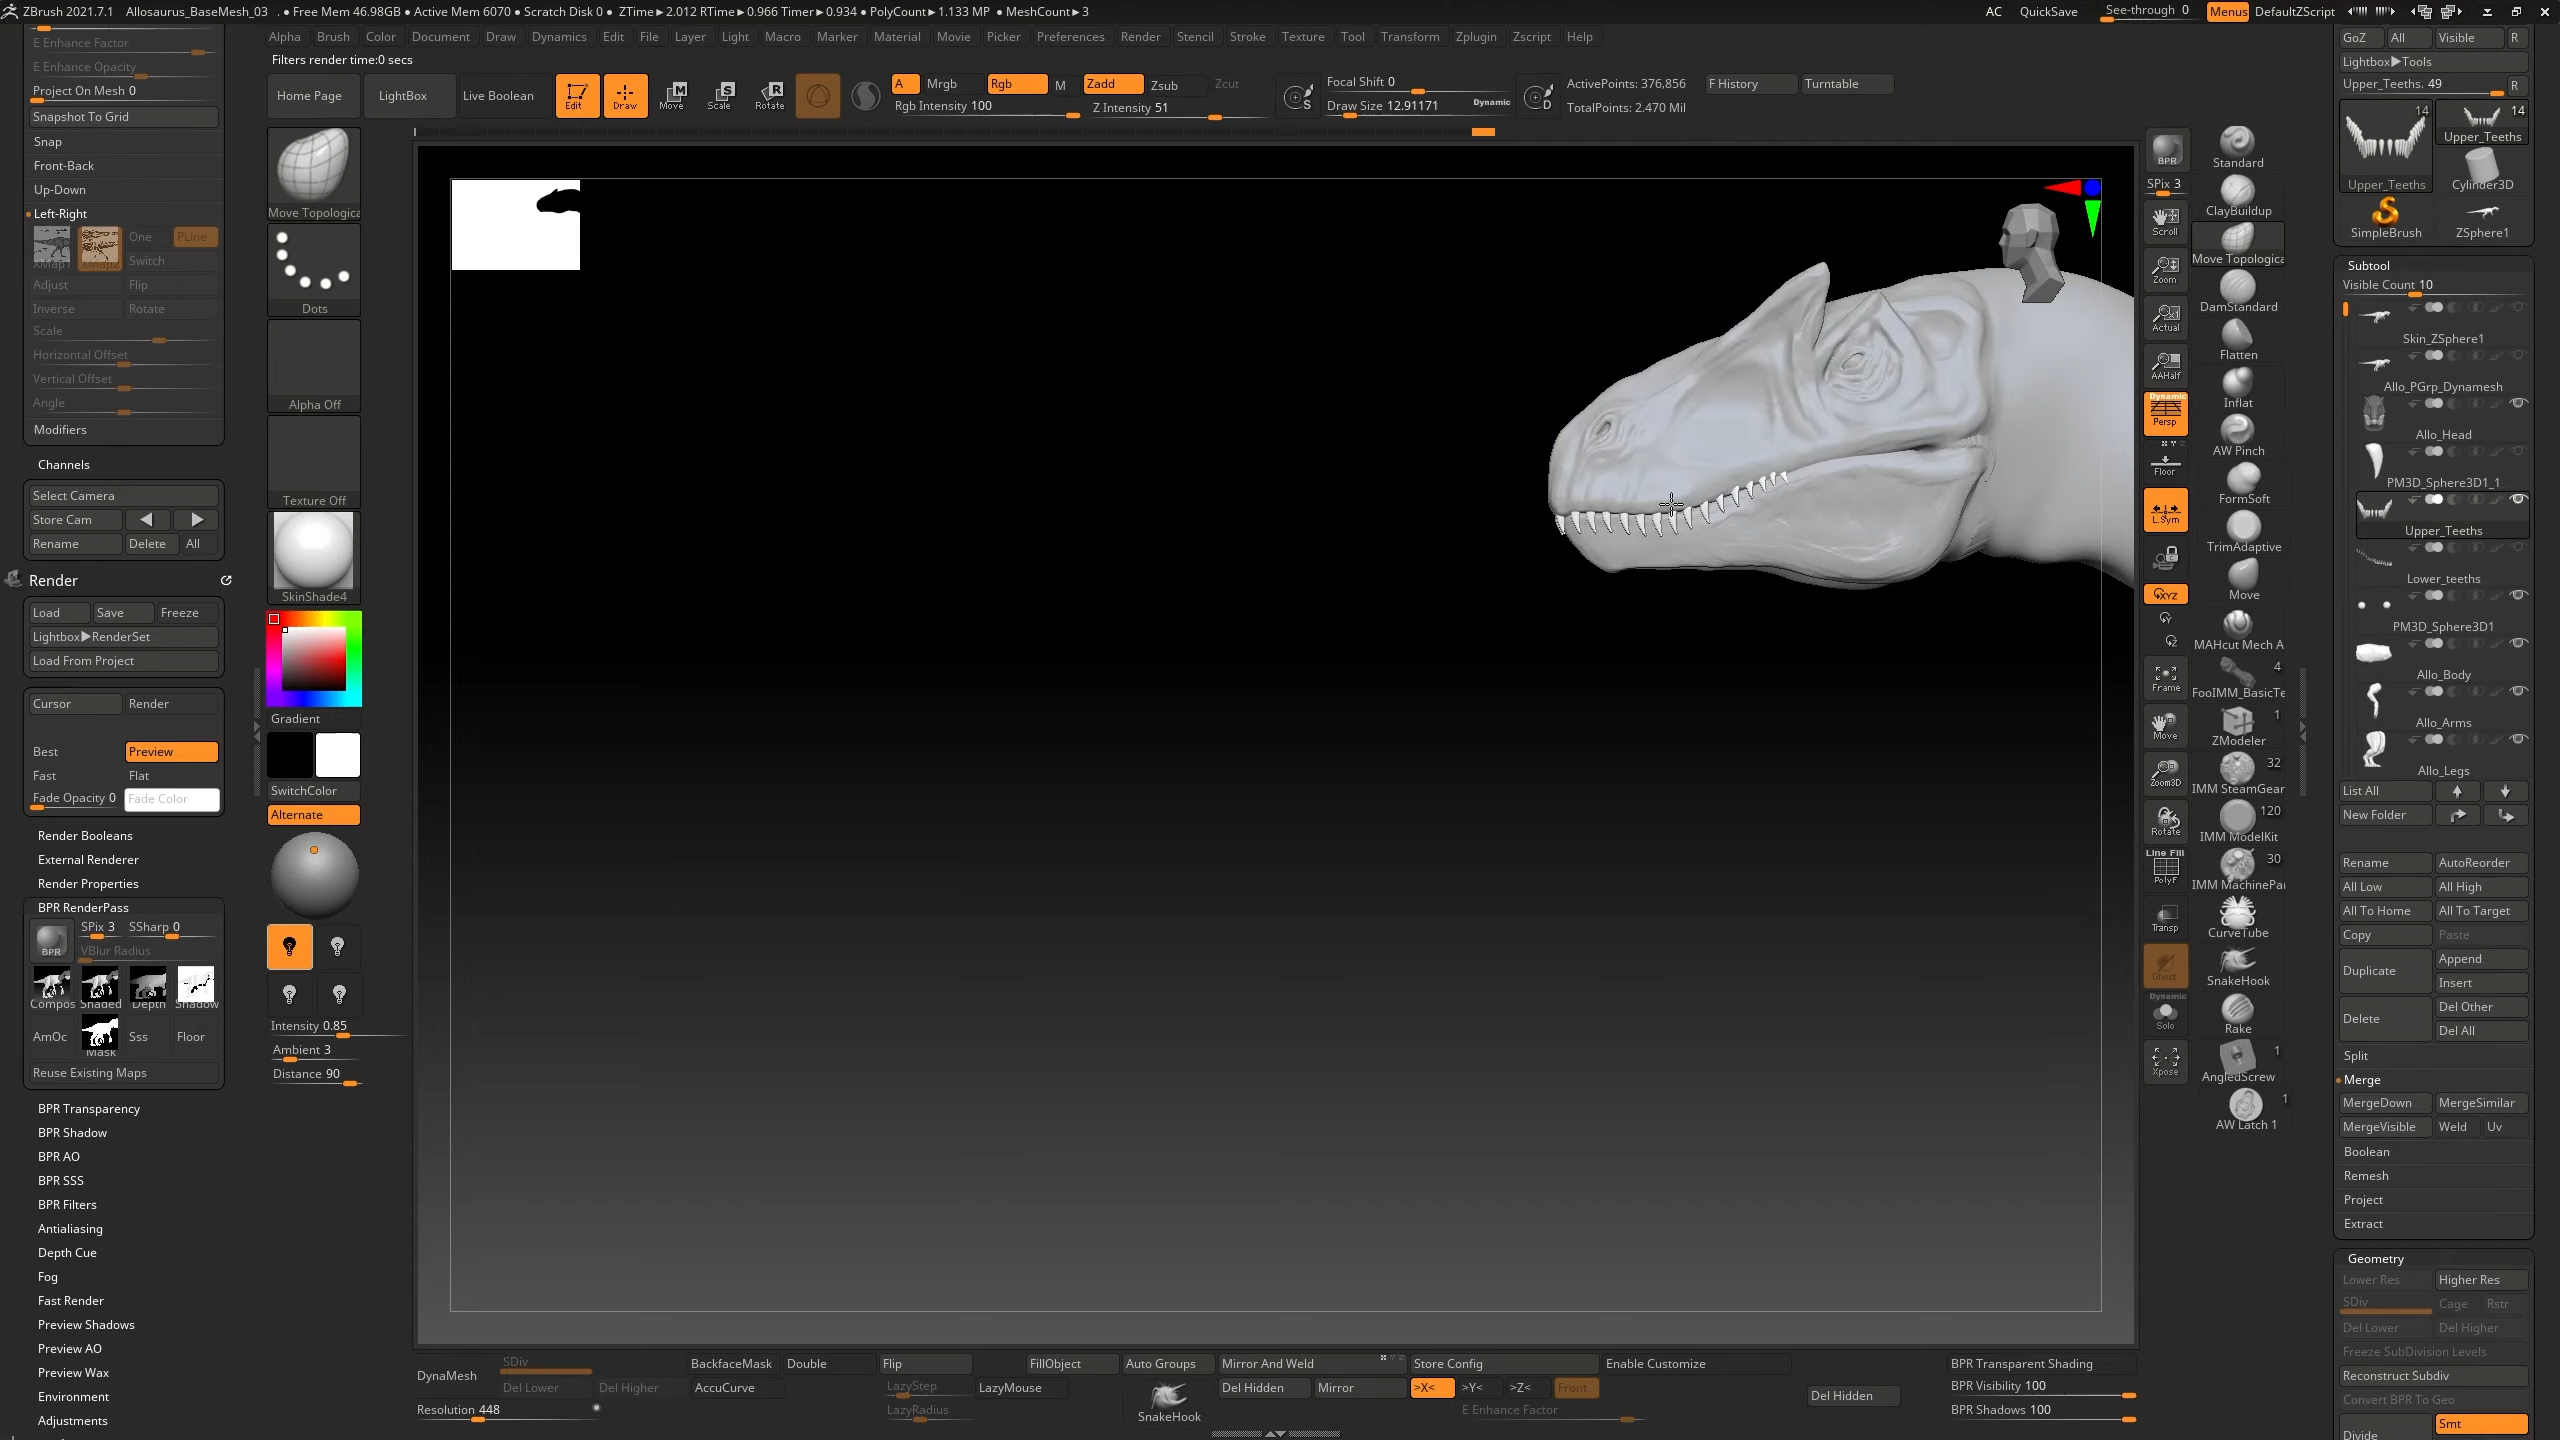 ZBrush 2021.7.1 Allosaurus_BaseMesh_03 . ● Free Mem 46.98GB ● Active Mem 6070 ● Scratch Disk 0 ● ZTime►2.012 RTime►0.966 Timer►0.934 ● PolyCount►1.133 MP ● MeshCount►3 AC QuickSave See-through 0 Menus DefaultZScript
Alpha Brush Color Document Draw Dynamics Edit File Layer Light Macro Marker Material Movie Picker Preferences Render Stencil Stroke Texture Tool Transform Zplugin Zscript Help
Filters render time:0 secs
Home Page LightBox Live Boolean Edit Draw Move Scale Rotate
A Mrgb Rgb M Zadd Zsub Zcut
Rgb Intensity 100 Z Intensity 51
Focal Shift 0
Draw Size 12.91171 Dynamic
ActivePoints: 376,856
TotalPoints: 2.470 Mil
F History Turntable
E Enhance Factor
E Enhance Opacity
Project On Mesh 0
Snapshot To Grid
Snap
Front-Back
Up-Down
Left-Right
XMap1 XMap2 One PLine
Switch
Adjust Flip
Inverse Rotate
Scale
Horizontal Offset
Vertical Offset
Angle
Modifiers
Channels
Select Camera
Store Cam
Rename Delete All
Render
Load Save Freeze
Lightbox►RenderSet
Load From Project
Cursor Render
Best Preview
Fast Flat
Fade Opacity 0 Fade Color
Render Booleans
External Renderer
Render Properties
BPR RenderPass
SPix 3 SSharp 0
BPR VBlur Radius
Compos Shaded Depth Shadow
AmOc Mask Sss Floor
Reuse Existing Maps
BPR Transparency
BPR Shadow
BPR AO
BPR SSS
BPR Filters
Antialiasing
Depth Cue
Fog
Fast Render
Preview Shadows
Preview AO
Preview Wax
Environment
Adjustments
Move Topologica
Dots
Alpha Off
Texture Off
SkinShade4
Gradient
SwitchColor
Alternate
Intensity 0.85
Ambient 3
Distance 90
BPR
SPix 3
Scroll
Zoom
Actual
AAHalf
Dynamic
Persp
Floor
L.Sym
XYZ
Y
Z
Frame
Move
Zoom3D
Rotate
Line Fill
PolyF
Transp
Ghost
Dynamic
Solo
Xpose
Standard
ClayBuildup
Move Topologica
DamStandard
Flatten
Inflat
AW Pinch
FormSoft
TrimAdaptive
Move
MAHcut Mech A
4
FooIMM_BasicTe
1
ZModeler
32
IMM SteamGear
120
IMM ModelKit
30
IMM MachinePar
CurveTube
SnakeHook
Rake
1
AngledScrew
1
AW Latch 1
GoZ All Visible R
Lightbox►Tools
Upper_Teeths. 49 R
14 14
Upper_Teeths
Upper_Teeths Cylinder3D
SimpleBrush ZSphere1
Subtool
Visible Count 10
Skin_ZSphere1
Allo_PGrp_Dynamesh
Allo_Head
PM3D_Sphere3D1_1
Upper_Teeths
Lower_teeths
PM3D_Sphere3D1
Allo_Body
Allo_Arms
Allo_Legs
List All
New Folder
Rename AutoReorder
All Low All High
All To Home All To Target
Copy Paste
Duplicate Append
Insert
Delete Del Other
Del All
Split
Merge
MergeDown MergeSimilar
MergeVisible Weld Uv
Boolean
Remesh
Project
Extract
Geometry
Lower Res Higher Res
SDiv Cage Rstr
Del Lower Del Higher
Freeze SubDivision Levels
Reconstruct Subdiv
Convert BPR To Geo
Divide Smt
DynaMesh SDiv
Del Lower Del Higher
Resolution 448
BackfaceMask Double Flip
AccuCurve LazyStep LazyMouse
LazyRadius
FillObject Auto Groups Mirror And Weld Store Config Enable Customize
SnakeHook Del Hidden Mirror >X< >Y< >Z< Front
E Enhance Factor
Del Hidden
BPR Transparent Shading
BPR Visibility 100
BPR Shadows 100